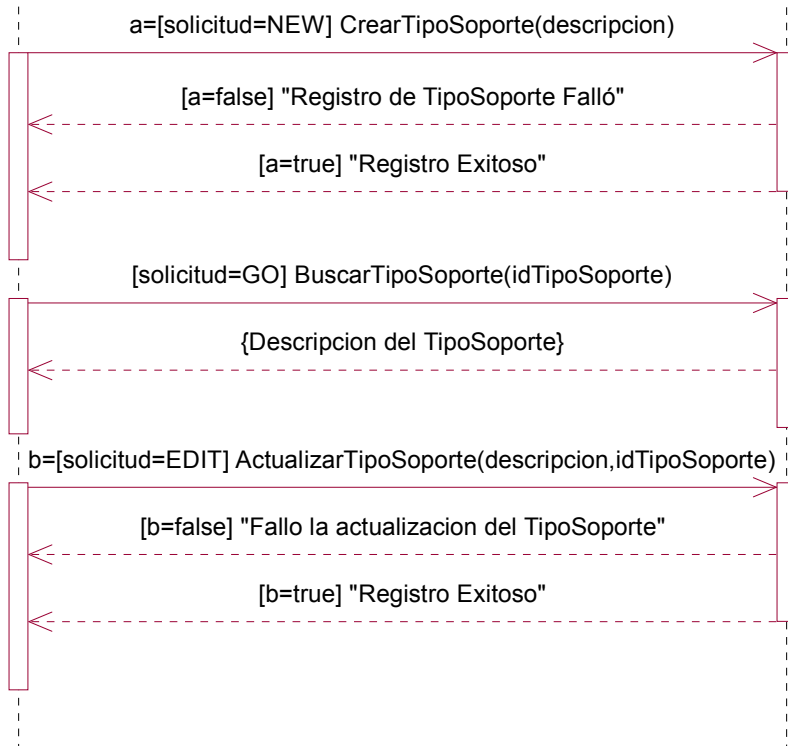 a=[solicitud=NEW] CrearTipoSoporte(descripcion)
[a=false] "Registro de TipoSoporte Falló"
[a=true] "Registro Exitoso"
[solicitud=GO] BuscarTipoSoporte(idTipoSoporte)
{Descripcion del TipoSoporte}
b=[solicitud=EDIT] ActualizarTipoSoporte(descripcion,idTipoSoporte)
[b=false] "Fallo la actualizacion del TipoSoporte"
[b=true] "Registro Exitoso"